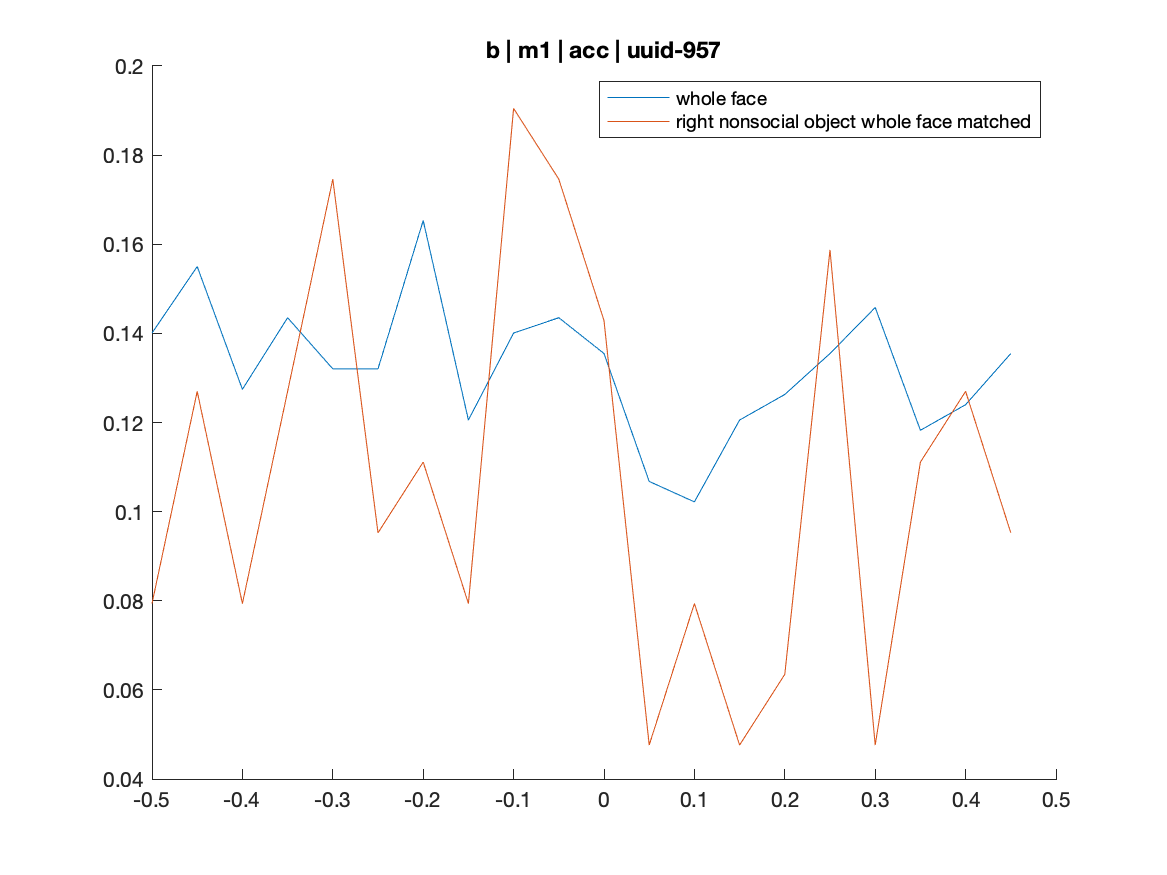 b | m1 | acc | uuid-957
whole face
right nonsocial object whole face matched
0.2
0.18
0.16
0.14
0.12
0.1
0.08
0.06
0.04
-0.5 -0.4 -0.3 -0.2 -0.1 0 0.1 0.2 0.3 0.4 0.5